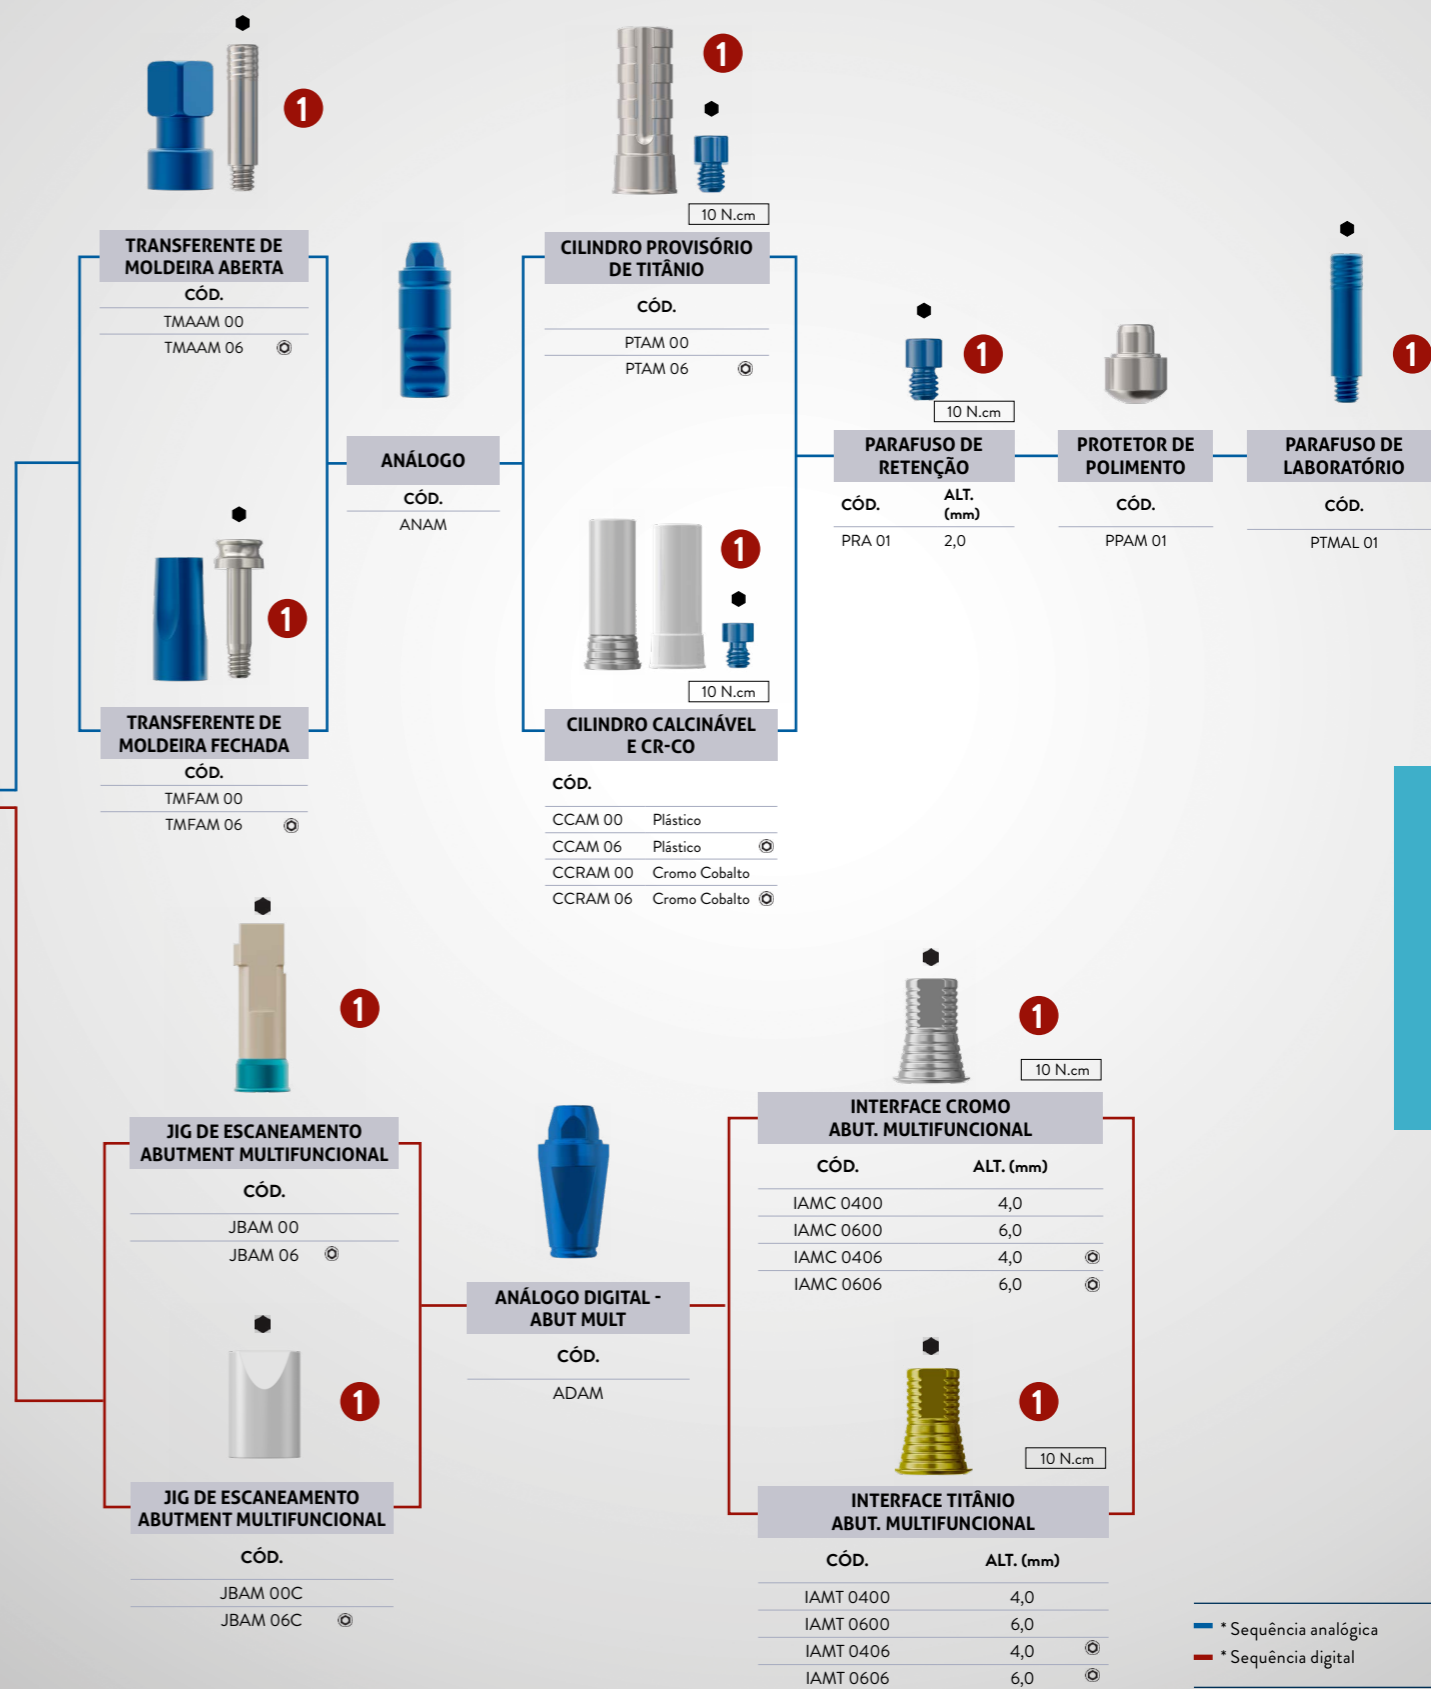 1
1
10 N.cm
TRANSFERENTE DE
MOLDEIRA ABERTA
CÓD.
TMAAM 00
TMAAM 06
CILINDRO PROVISÓRIO
DE TITÂNIO
CÓD.
PTAM 00
PTAM 06
1
1
10 N.cm
ANÁLOGO
CÓD.
ANAM
PARAFUSO DE
RETENÇÃO
CÓD. ALT.
(mm)
PRA 01 2,0
PROTETOR DE
POLIMENTO
CÓD.
PPAM 01
PARAFUSO DE
LABORATÓRIO
CÓD.
PTMAL 01
1
1
10 N.cm
TRANSFERENTE DE
MOLDEIRA FECHADA
CÓD.
TMFAM 00
TMFAM 06
CILINDRO CALCINÁVEL
E CR-CO
CÓD.
CCAM 00 Plástico
CCAM 06 Plástico
CCRAM 00 Cromo Cobalto
CCRAM 06 Cromo Cobalto
1
JIG DE ESCANEAMENTO
ABUTMENT MULTIFUNCIONAL
CÓD.
JBAM 00
JBAM 06
1
JIG DE ESCANEAMENTO
ABUTMENT MULTIFUNCIONAL
CÓD.
JBAM 00C
JBAM 06C
ANÁLOGO DIGITAL -
ABUT MULT
CÓD.
ADAM
1
10 N.cm
INTERFACE CROMO
ABUT. MULTIFUNCIONAL
CÓD. ALT. (mm)
IAMC 0400 4,0
IAMC 0600 6,0
IAMC 0406 4,0
IAMC 0606 6,0
1
10 N.cm
INTERFACE TITÂNIO
ABUT. MULTIFUNCIONAL
CÓD. ALT. (mm)
IAMT 0400 4,0
IAMT 0600 6,0
IAMT 0406 4,0
IAMT 0606 6,0
* Sequência analógica
* Sequência digital